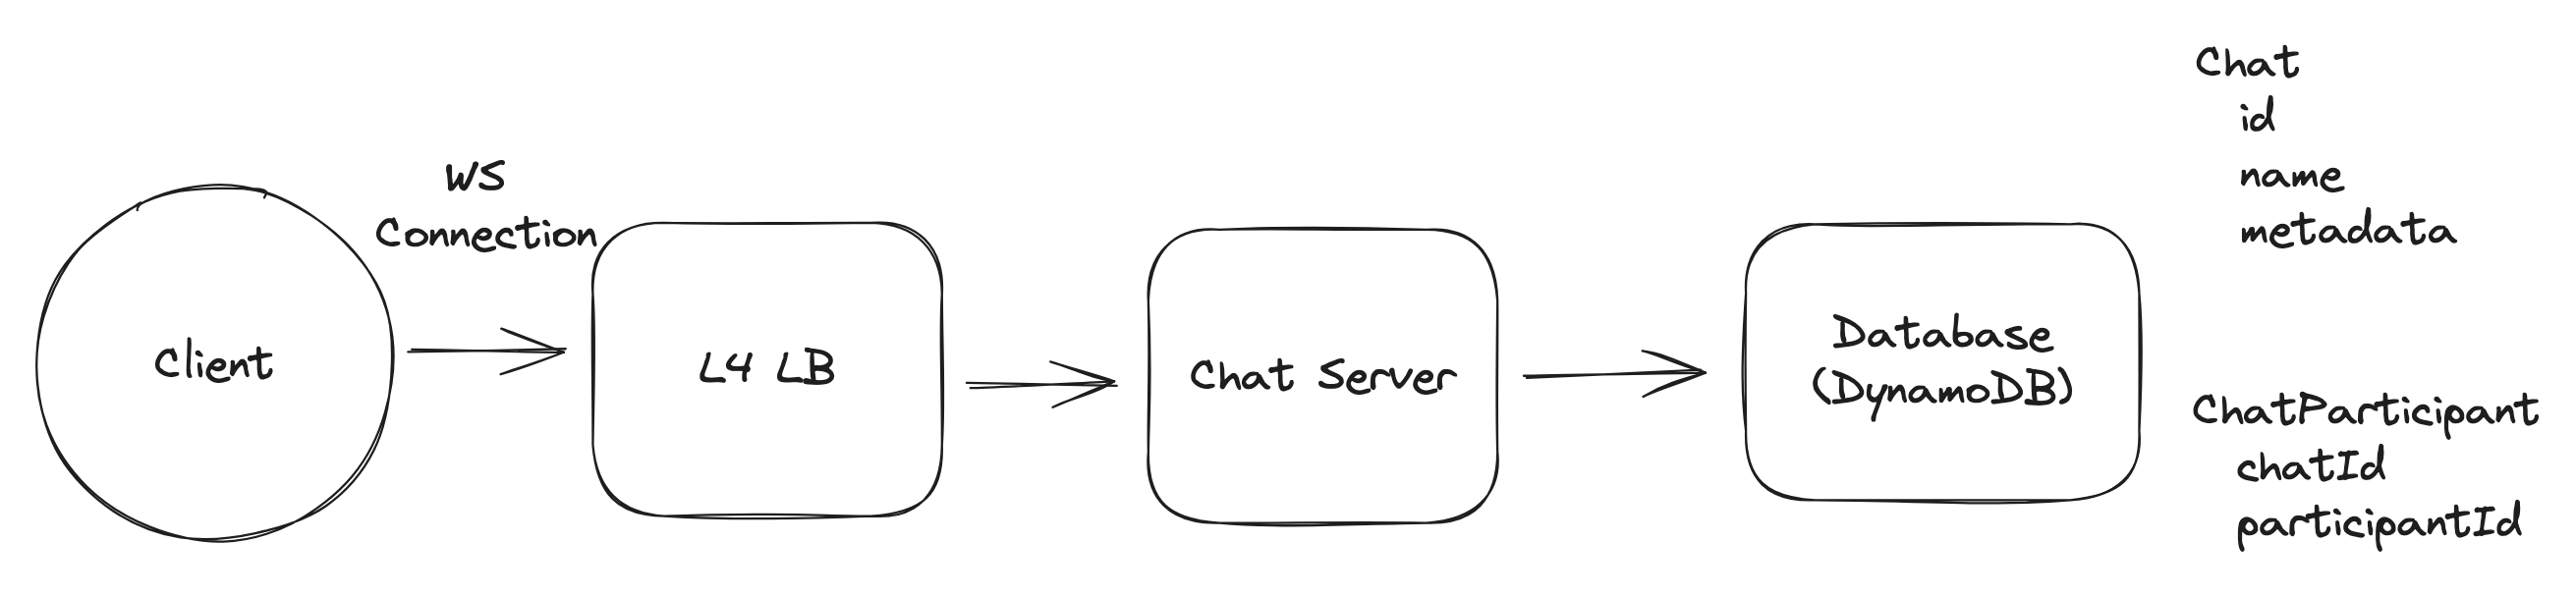 WS
Connection
Client
L4 LB
Chat Server
Database
(DynamoDB)
Chat
id
name
metadata
ChatParticipant
chatId
participantId